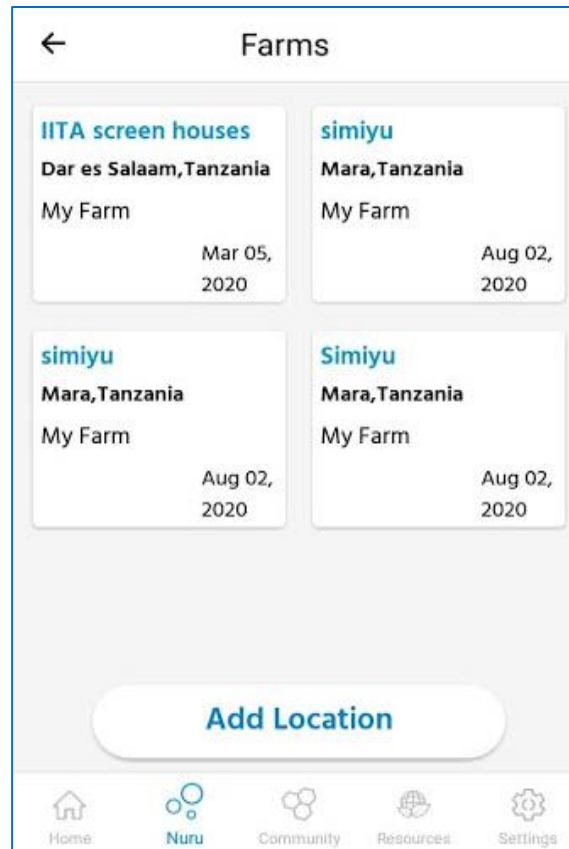 Farms
IITA screen houses
Dar es Salaam,Tanzania
My Farm
Mar 05,
2020
simiyu
Mara,Tanzania
My Farm
Aug 02,
2020
simiyu
Mara,Tanzania
My Farm
Aug 02,
2020
Simiyu
Mara,Tanzania
My Farm
Aug 02,
2020
Add Location
Home
Nuru
Community
Resources
Settings